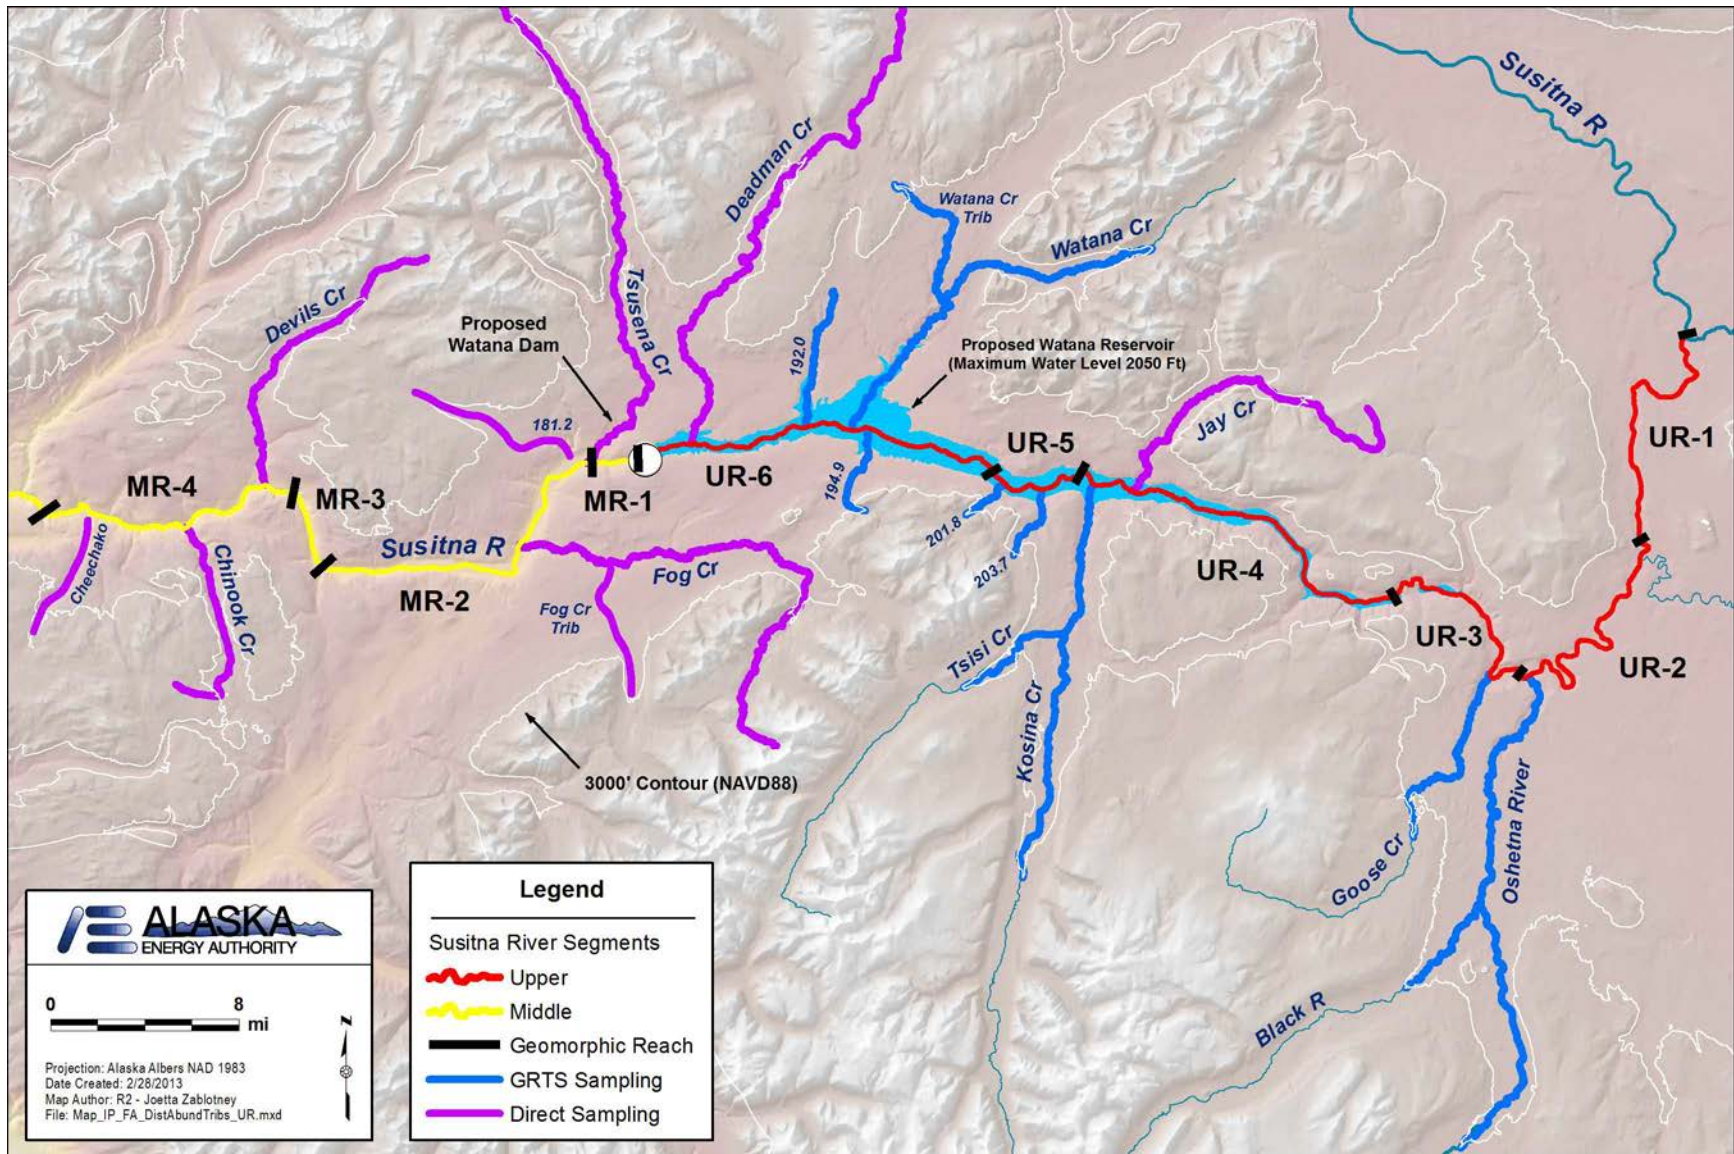 Susitna R
Deadman Cr
Watana Cr
Trib
Watana Cr
Devils Cr
Tsusena Cr
Proposed
Watana Dam
192.0
Proposed Watana Reservoir
(Maximum Water Level 2050 Ft)
Jay Cr
181.2
UR-1
UR-5
UR-6
MR-4
MR-3
MR-1
194.9
201.8
203.7
Susitna R
Cheechako
Chinook Cr
MR-2
Fog Cr
Fog Cr
Trib
UR-4
UR-3
UR-2
Tsisi Cr
Kosina Cr
3000' Contour (NAVD88)
Goose Cr
Oshetna River
Black R
ALASKA
ENERGY AUTHORITY
0 8
mi
N
Projection: Alaska Albers NAD 1983
Date Created: 2/28/2013
Map Author: R2 - Joetta Zablotney
File: Map_IP_FA_DistAbundTribs_UR.mxd
Legend
Susitna River Segments
Upper
Middle
Geomorphic Reach
GRTS Sampling
Direct Sampling